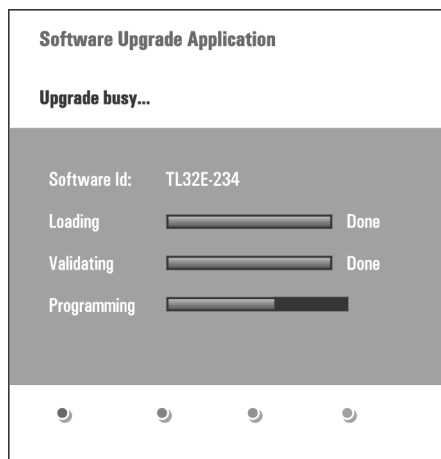 Software Upgrade Application
Upgrade busy...
Software Id: TL32E-234
Loading Done
Validating Done
Programming